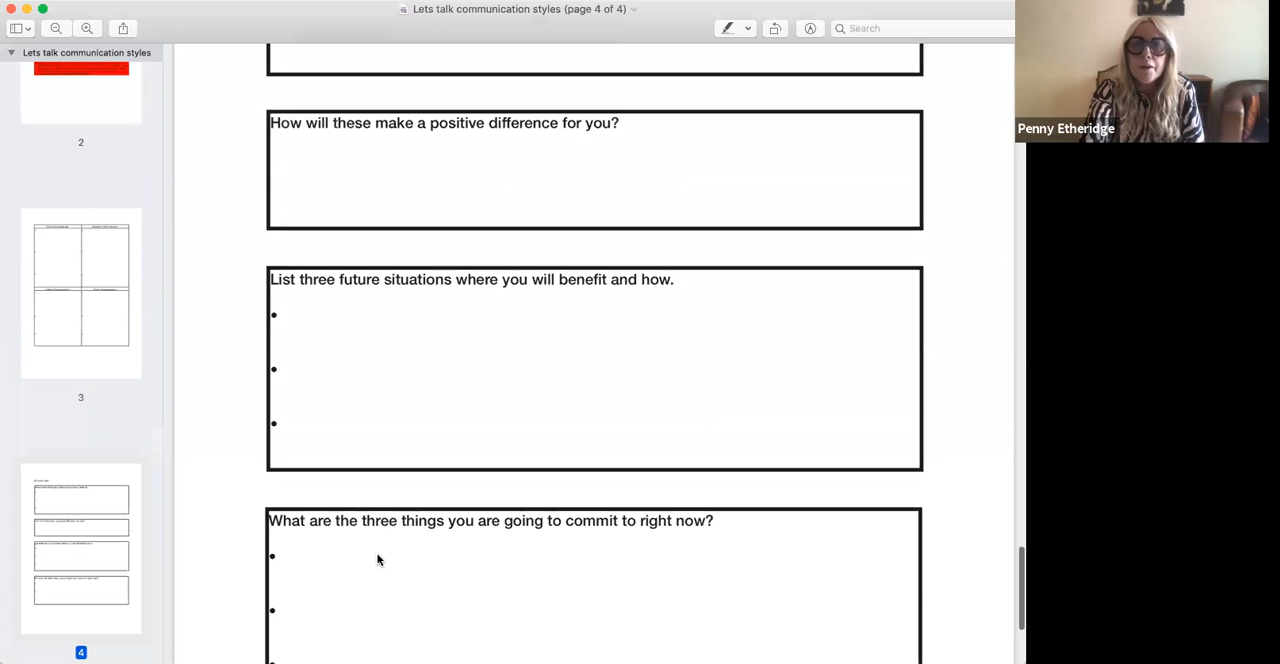 Lets talk communication styles (page 4 of 4)
Search
Lets talk communication styles
2
3
4
How will these make a positive difference for you?
List three future situations where you will benefit and how.
•
•
•
What are the three things you are going to commit to right now?
•
•
Penny Etheridge